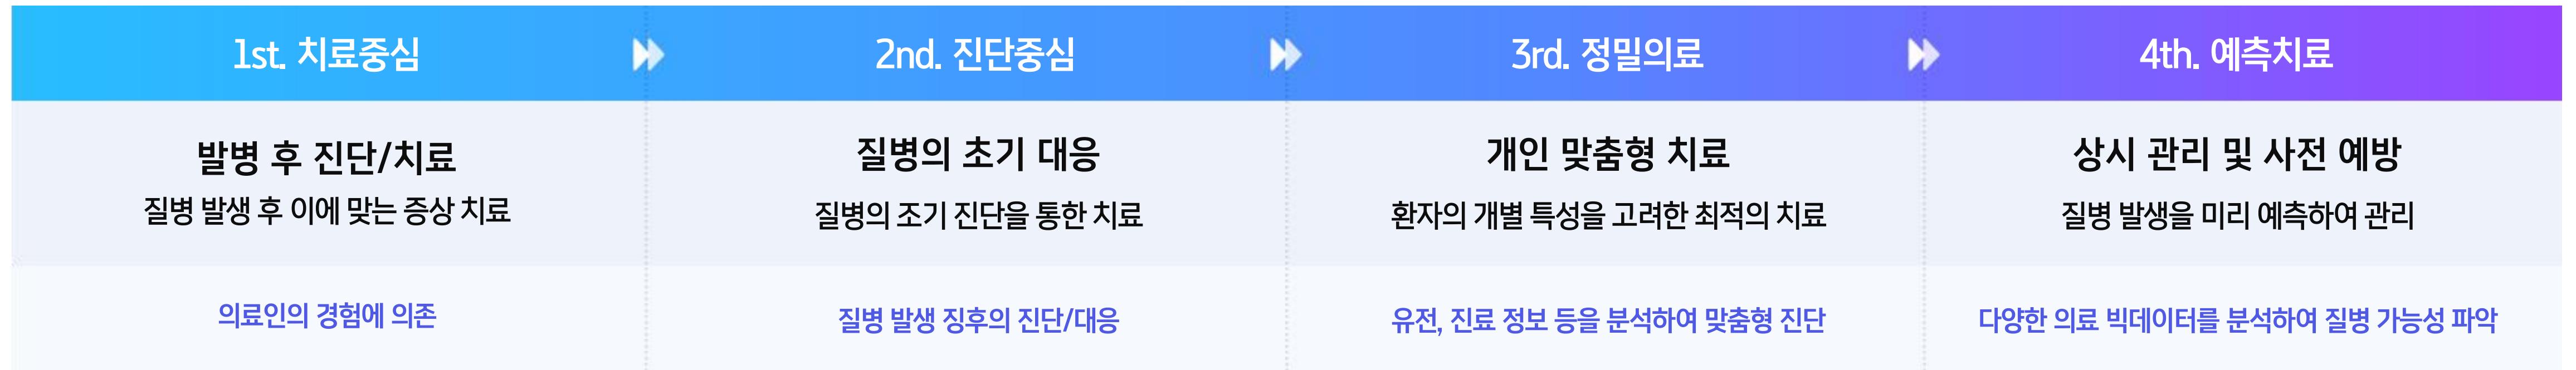 1st. 치료중심
2nd. 진단중심
3rd. 정밀의료
4th. 예측치료
발병 후 진단/치료
질병의 초기 대응
개인 맞춤형 치료
상시 관리 및 사전 예방
질병 발생 후 이에 맞는 증상 치료
질병의 조기 진단을 통한 치료
환자의 개별 특성을 고려한 최적의 치료
질병 발생을 미리 예측하여 관리
의료인의 경험에 의존
질병 발생 징후의 진단/대응
유전, 진료 정보 등을 분석하여 맞춤형 진단
다양한 의료 빅데이터를 분석하여 질병 가능성 파악